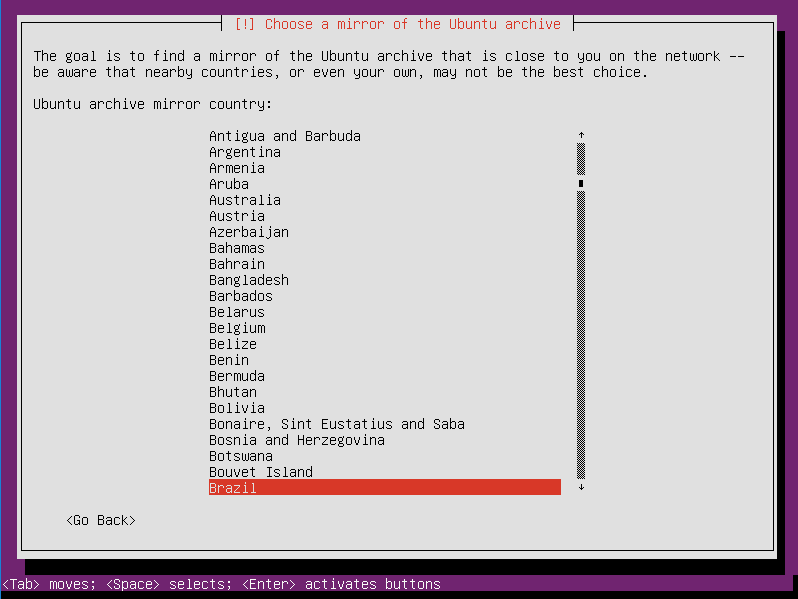 [!] Choose a mirror of the Ubuntu archive
The goal is to find a mirror of the Ubuntu archive that is close to you on the network --
be aware that nearby countries, or even your own, may not be the best choice.
Ubuntu archive mirror country:
Antigua and Barbuda
Argentina
Armenia
Aruba
Australia
Austria
Azerbaijan
Bahamas
Bahrain
Bangladesh
Barbados
Belarus
Belgium
Belize
Benin
Bermuda
Bhutan
Bolivia
Bonaire, Sint Eustatius and Saba
Bosnia and Herzegovina
Botswana
Bouvet Island
Brazil
<Go Back>
<Tab> moves; <Space> selects; <Enter> activates buttons